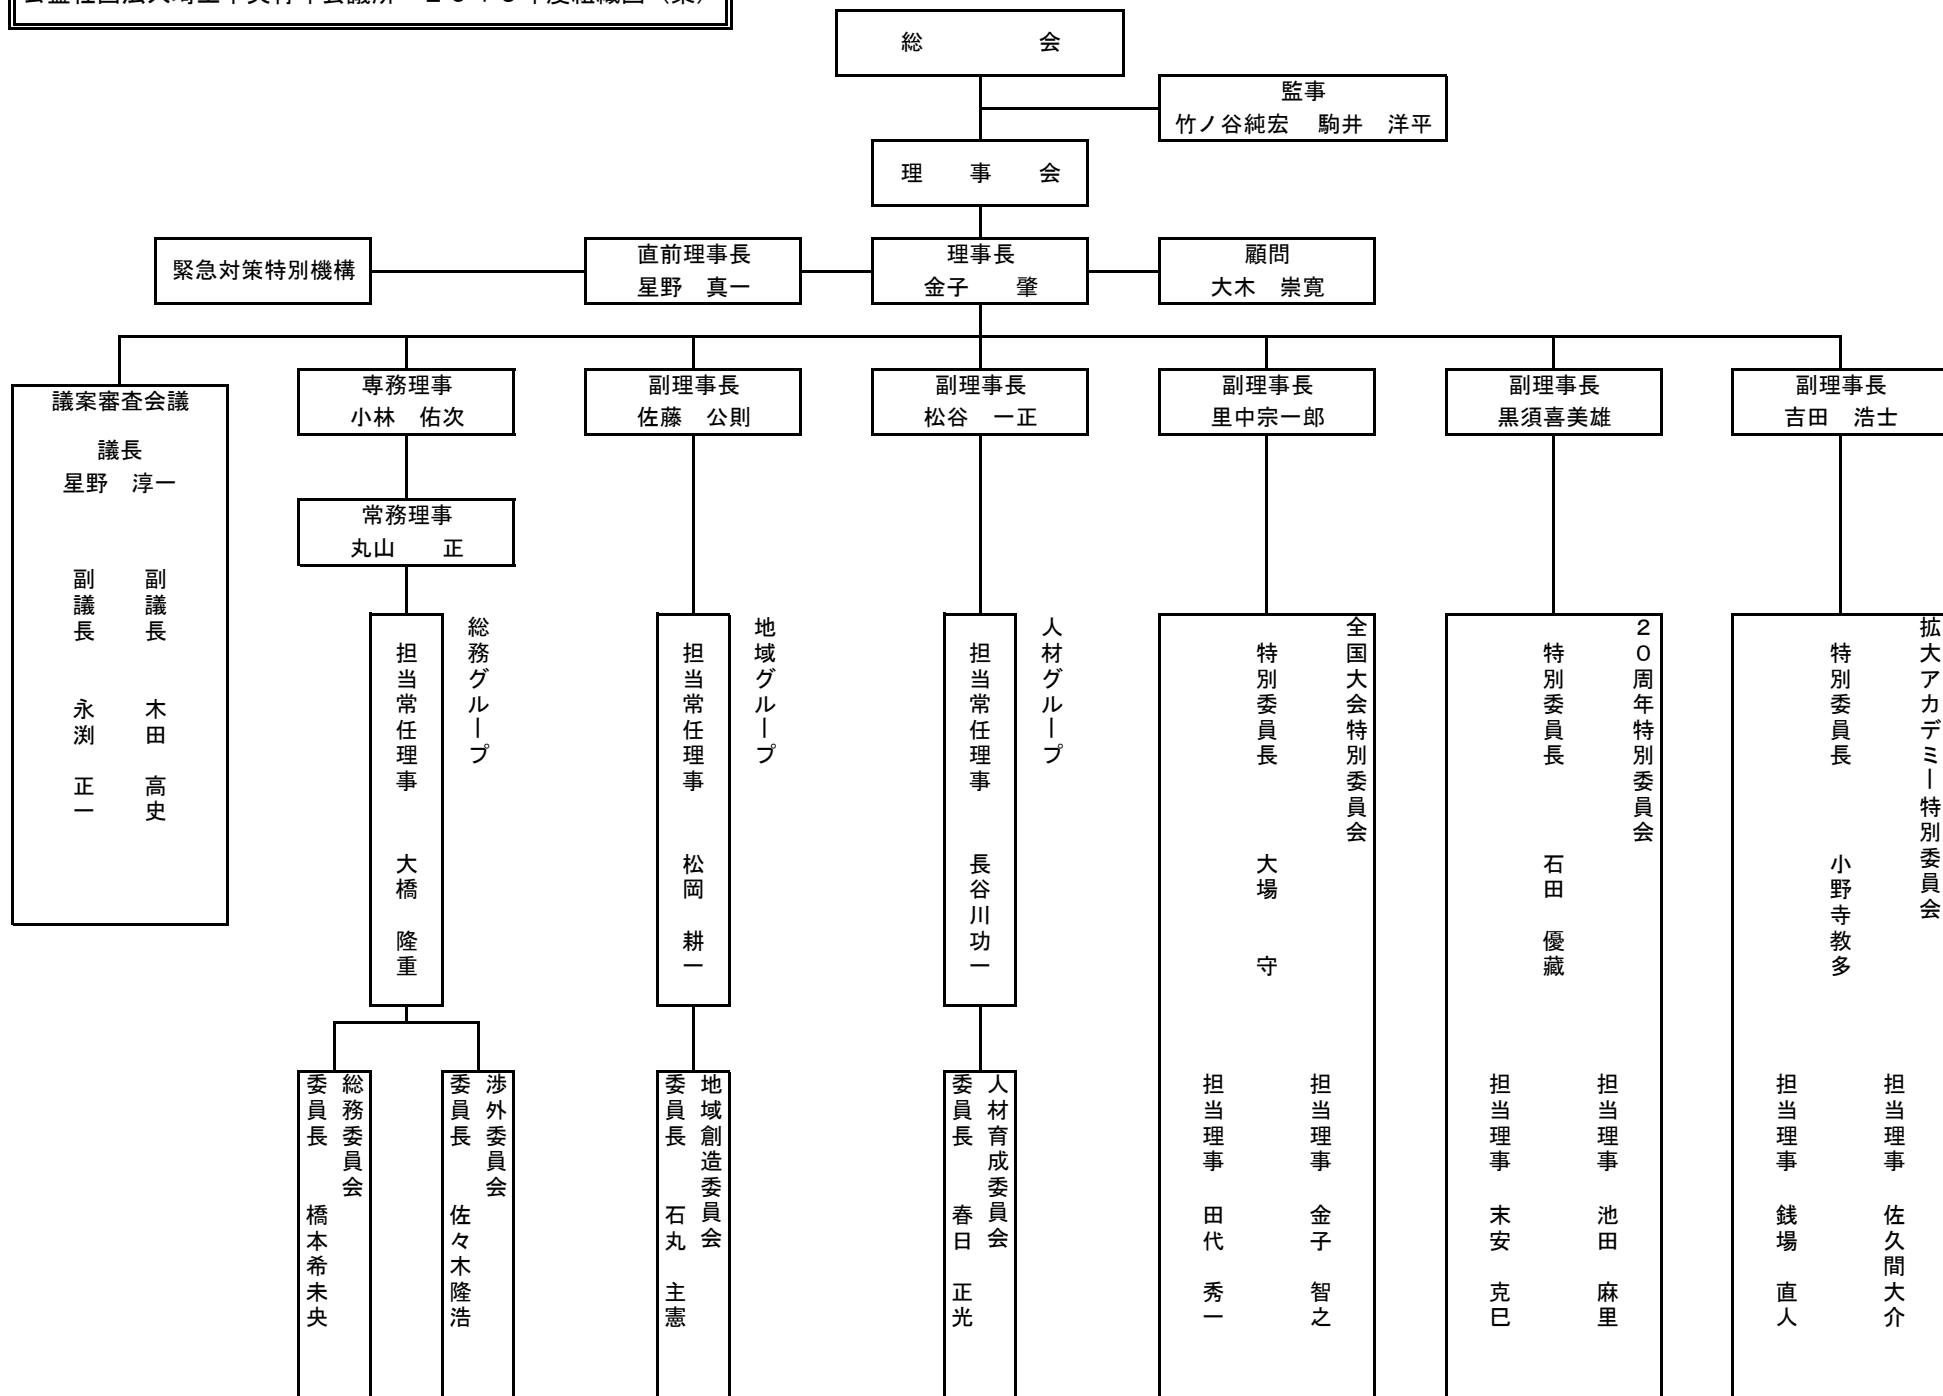 総　会
監事
竹ノ谷純宏　駒井　洋平
理　事　会
緊急対策特別機構
直前理事長
星野　真一
理事長
金子　肇
顧問
大木　崇寛
議案審査会議
議長
星野　淳一
副議長　木田　高史
副議長　永渕　正一
専務理事
小林　佑次
常務理事
丸山　正
総務グループ
担当常任理事　大橋　隆重
渉外委員会
委員長　佐々木隆浩
総務委員会
委員長　橋本希未央
副理事長
佐藤　公則
地域グループ
担当常任理事　松岡　耕一
地域創造委員会
委員長　石丸　主憲
副理事長
松谷　一正
人材グループ
担当常任理事　長谷川功一
人材育成委員会
委員長　春日　正光
副理事長
里中宗一郎
全国大会特別委員会
特別委員長　大場　守
担当理事　金子　智之
担当理事　田代　秀一
副理事長
黒須喜美雄
２０周年特別委員会
特別委員長　石田　優蔵
担当理事　池田　麻里
担当理事　末安　克巳
副理事長
吉田　浩士
拡大アカデミー特別委員会
特別委員長　小野寺教多
担当理事　佐久間大介
担当理事　銭場　直人